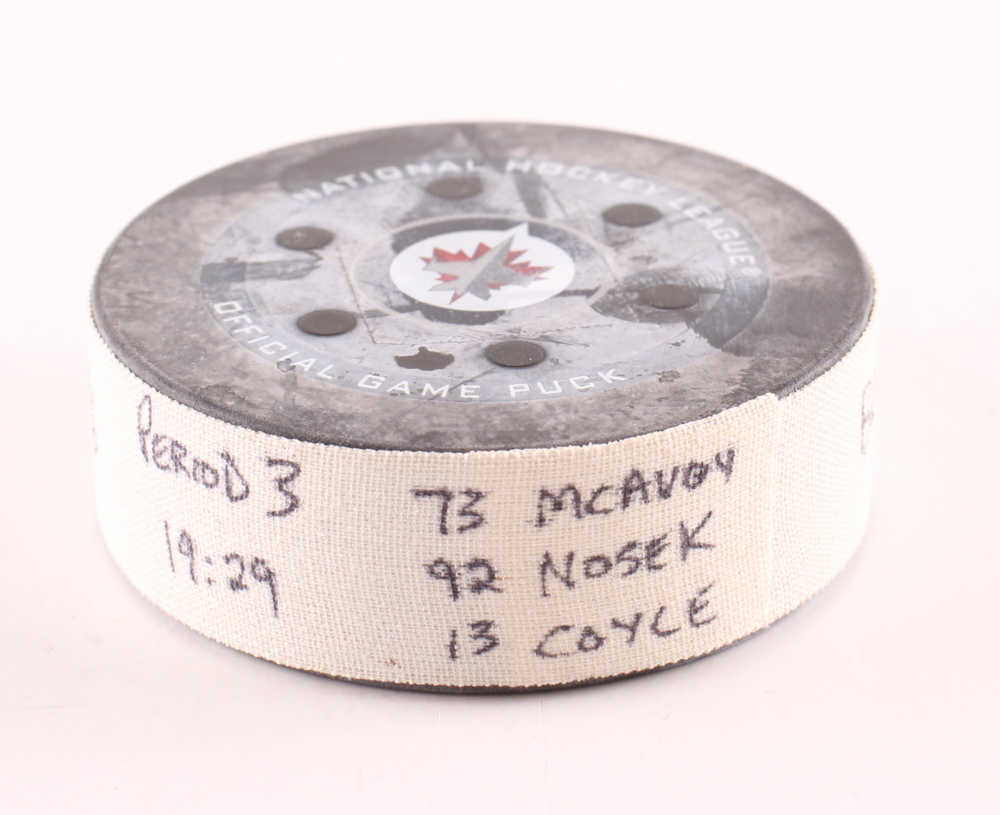 NATIONAL HOCKEY LEAGUE®
OFFICIAL GAME PUCK
PERIOD 3
19:29
73 MCAVOY
92 NOSEK
13 COYLE